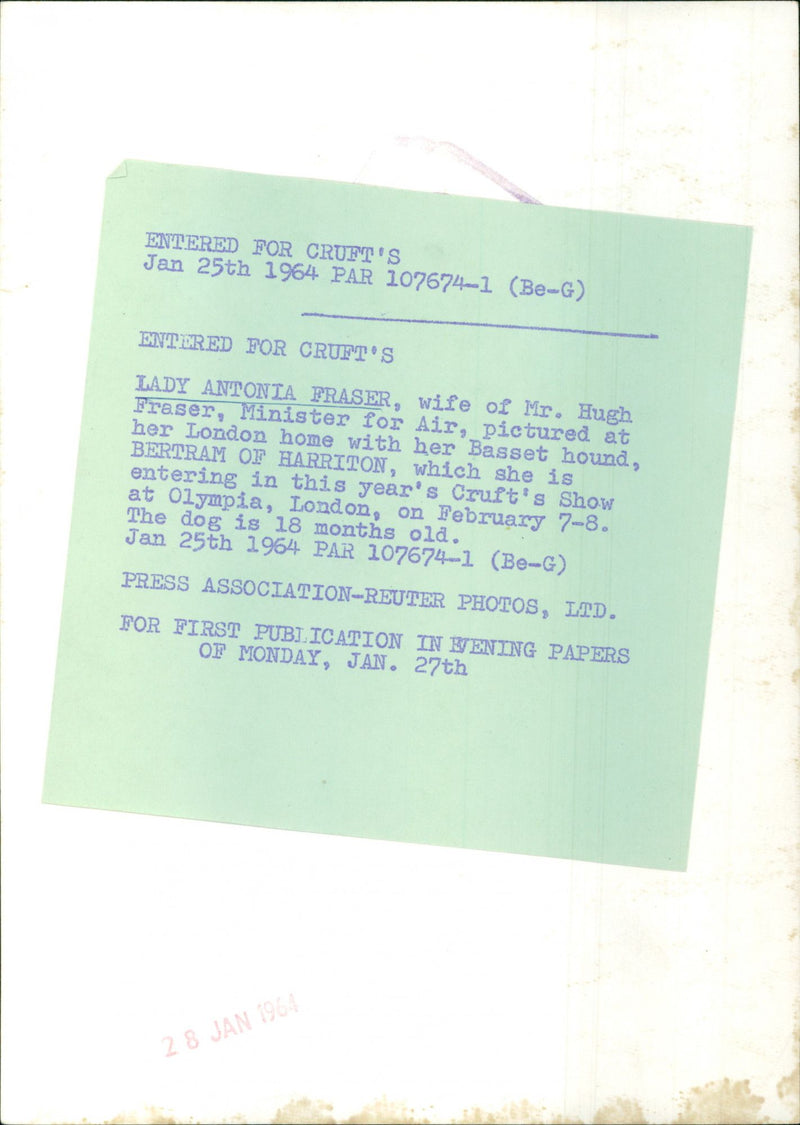 ENTERED FOR CRUFT'S
Jan 25th 1964 PAR 107674-1 (Be-G)
ENTERED FOR CRUFT'S
LADY ANTONIA FRASER, wife of Mr. Hugh
Fraser, Minister for Air, pictured at
her London home with her Basset hound,
BERTRAM OF HARRITON, which she is
entering in this year's Cruft's Show
at Olympia, London, on February 7-8.
The dog is 18 months old.
Jan 25th 1964 PAR 107674-1 (Be-G)
PRESS ASSOCIATION-REUTER PHOTOS, LTD.
FOR FIRST PUBLICATION IN EVENING PAPERS
OF MONDAY, JAN. 27th
28 JAN 1964